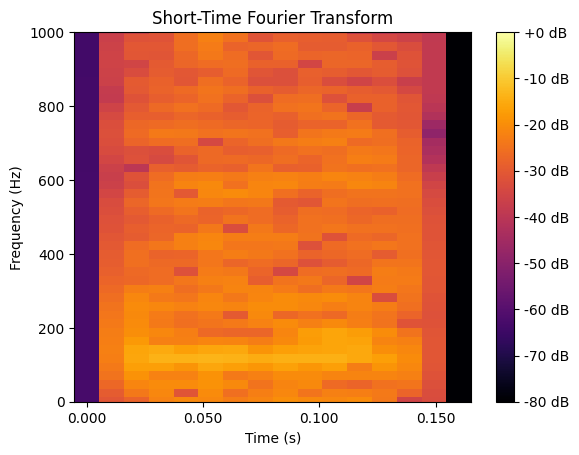 Short-Time Fourier Transform
1000
800
600
400
200
0
Frequency (Hz)
0.000
0.050
0.100
0.150
Time (s)
+0 dB
-10 dB
-20 dB
-30 dB
-40 dB
-50 dB
-60 dB
-70 dB
-80 dB